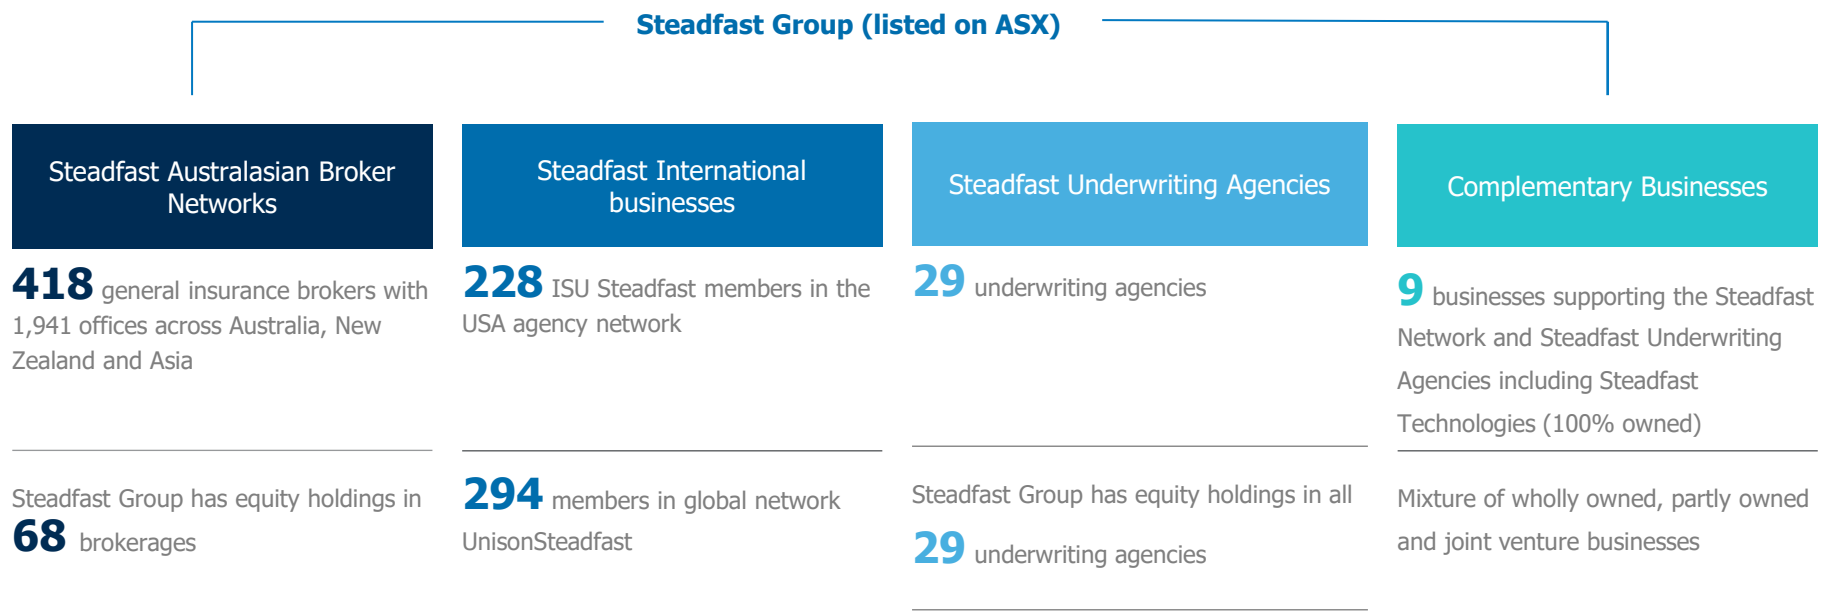 Steadfast Group (listed on ASX)
Steadfast Australasian Broker
Networks
418 general insurance brokers with
1,941 offices across Australia, New
Zealand and Asia
Steadfast Group has equity holdings in
68 brokerages
Steadfast International
businesses
228 ISU Steadfast members in the
USA agency network
294 members in global network
UnisonSteadfast
Steadfast Underwriting Agencies
29 underwriting agencies
Steadfast Group has equity holdings in all
29 underwriting agencies
Complementary Businesses
9 businesses supporting the Steadfast
Network and Steadfast Underwriting
Agencies including Steadfast
Technologies (100% owned)
Mixture of wholly owned, partly owned
and joint venture businesses